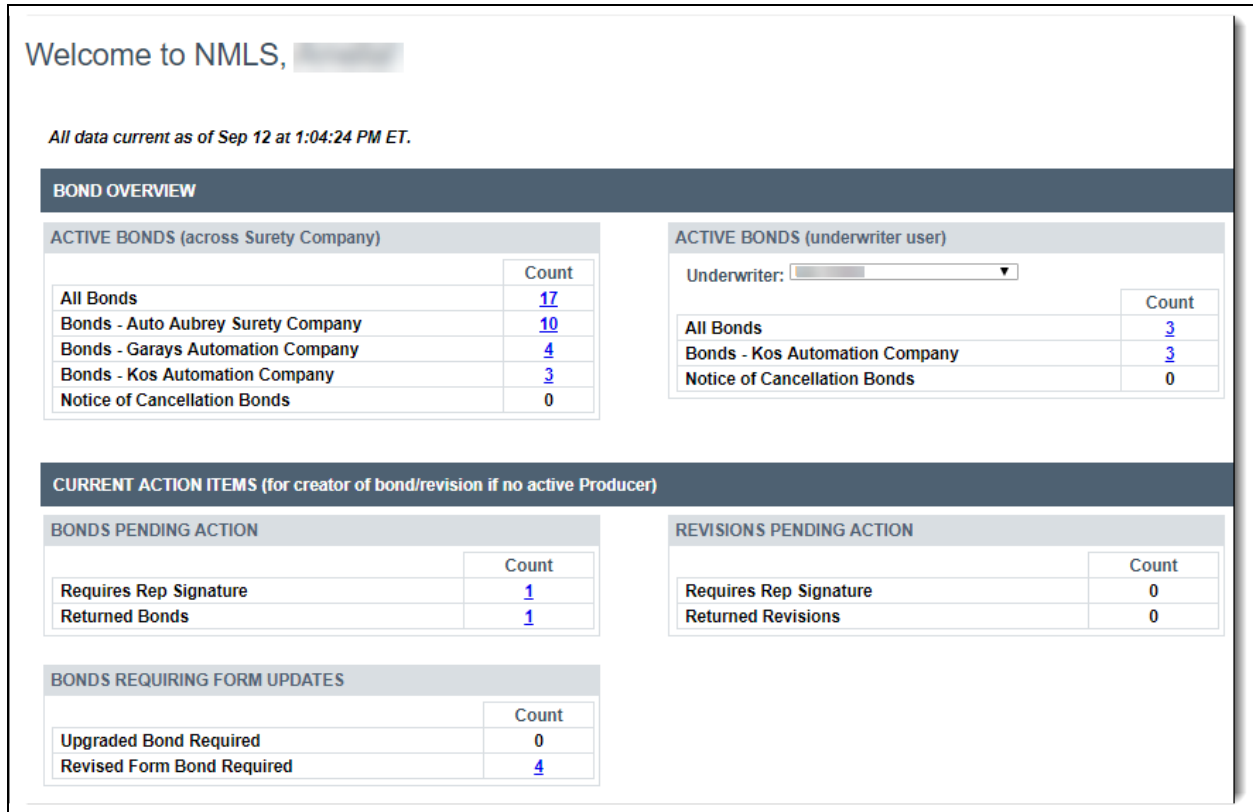 Welcome to NMLS,
All data current as of Sep 12 at 1:04:24 PM ET.
BOND OVERVIEW
ACTIVE BONDS (across Surety Company)
Count
All Bonds 17
Bonds - Auto Aubrey Surety Company 10
Bonds - Garays Automation Company 4
Bonds - Kos Automation Company 3
Notice of Cancellation Bonds 0
ACTIVE BONDS (underwriter user)
Underwriter:
Count
All Bonds 3
Bonds - Kos Automation Company 3
Notice of Cancellation Bonds 0
CURRENT ACTION ITEMS (for creator of bond/revision if no active Producer)
BONDS PENDING ACTION
Count
Requires Rep Signature 1
Returned Bonds 1
REVISIONS PENDING ACTION
Count
Requires Rep Signature 0
Returned Revisions 0
BONDS REQUIRING FORM UPDATES
Count
Upgraded Bond Required 0
Revised Form Bond Required 4